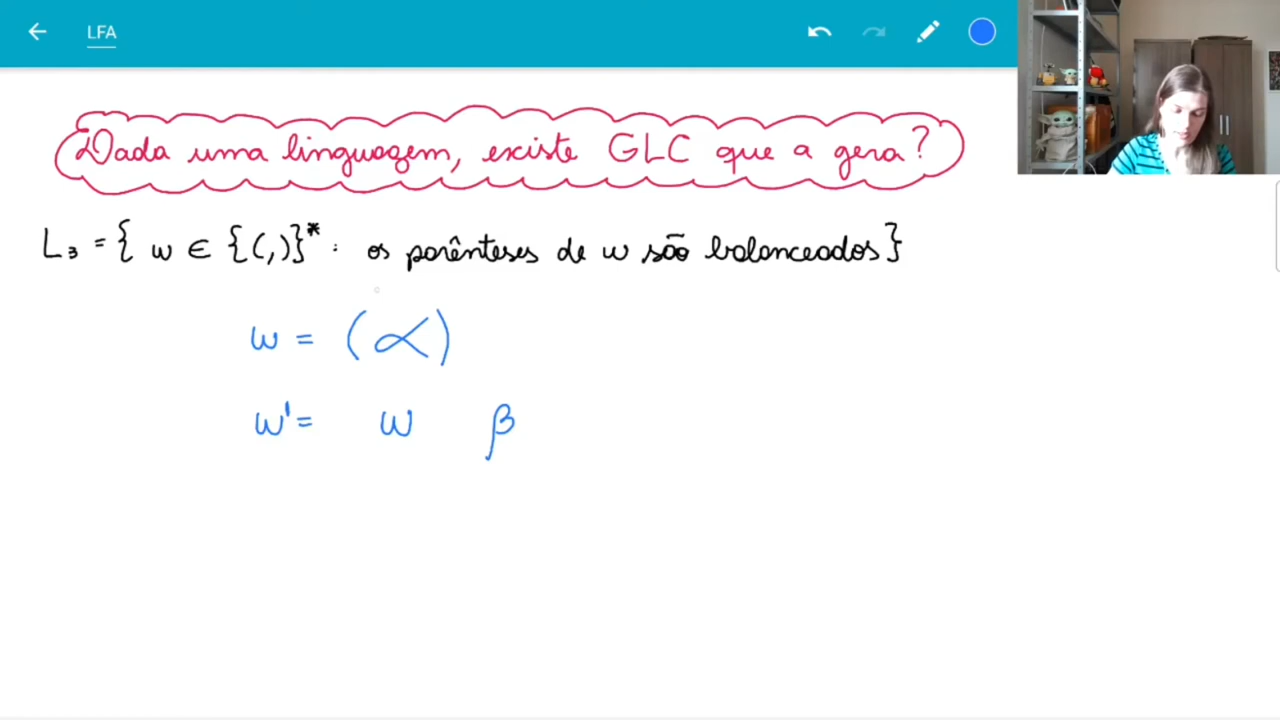 LFA
Dada uma linguagem, existe GLC que a gera?
L₃ = { w ∈ {(,)}* : os parênteses de w são balanceados}
w = (α)
w' = w β